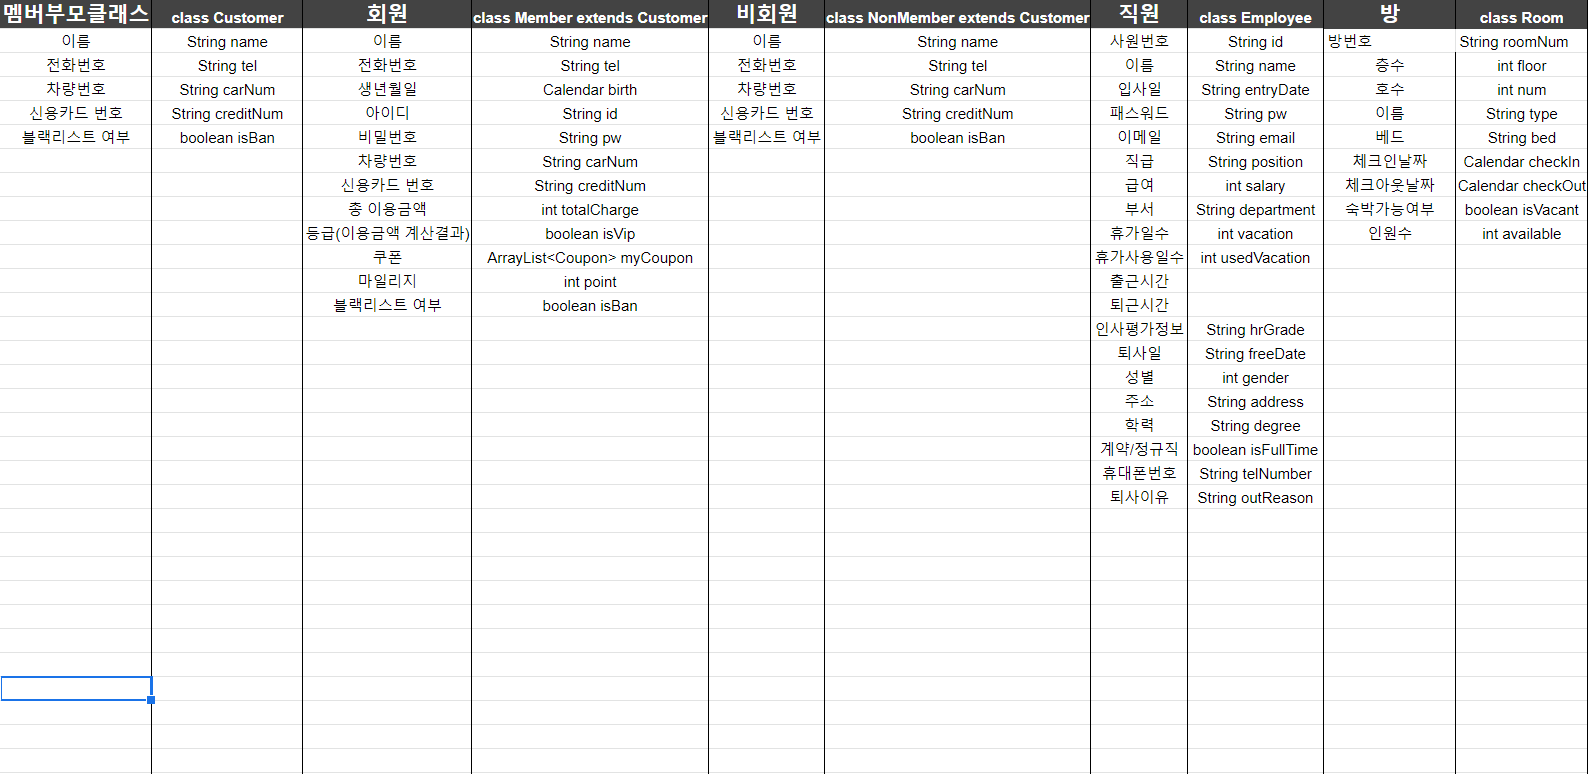 멤버부모클래스 class Customer 회원 class Member extends Customer 비회원 class NonMember extends Customer 직원 class Employee 방 class Room
이름 String name 이름 String name 이름 String name 사원번호 String id 방번호 String roomNum
전화번호 String tel 전화번호 String tel 전화번호 String tel 이름 String name 층수 int floor
차량번호 String carNum 생년월일 Calendar birth 차량번호 String carNum 입사일 String entryDate 호수 int num
신용카드 번호 String creditNum 아이디 String id 신용카드 번호 String creditNum 패스워드 String pw 이름 String type
블랙리스트 여부 boolean isBan 비밀번호 String pw 블랙리스트 여부 boolean isBan 이메일 String email 베드 String bed
차량번호 String carNum 직급 String position 체크인날짜 Calendar checkIn
신용카드 번호 String creditNum 급여 int salary 체크아웃날짜 Calendar checkOut
총 이용금액 int totalCharge 부서 String department 숙박가능여부 boolean isVacant
등급(이용금액 계산결과) boolean isVip 휴가일수 int vacation 인원수 int available
쿠폰 ArrayList<Coupon> myCoupon 휴가사용일수 int usedVacation
마일리지 int point 출근시간
블랙리스트 여부 boolean isBan 퇴근시간
인사평가정보 String hrGrade
퇴사일 String freeDate
성별 int gender
주소 String address
학력 String degree
계약/정규직 boolean isFullTime
휴대폰번호 String telNumber
퇴사이유 String outReason